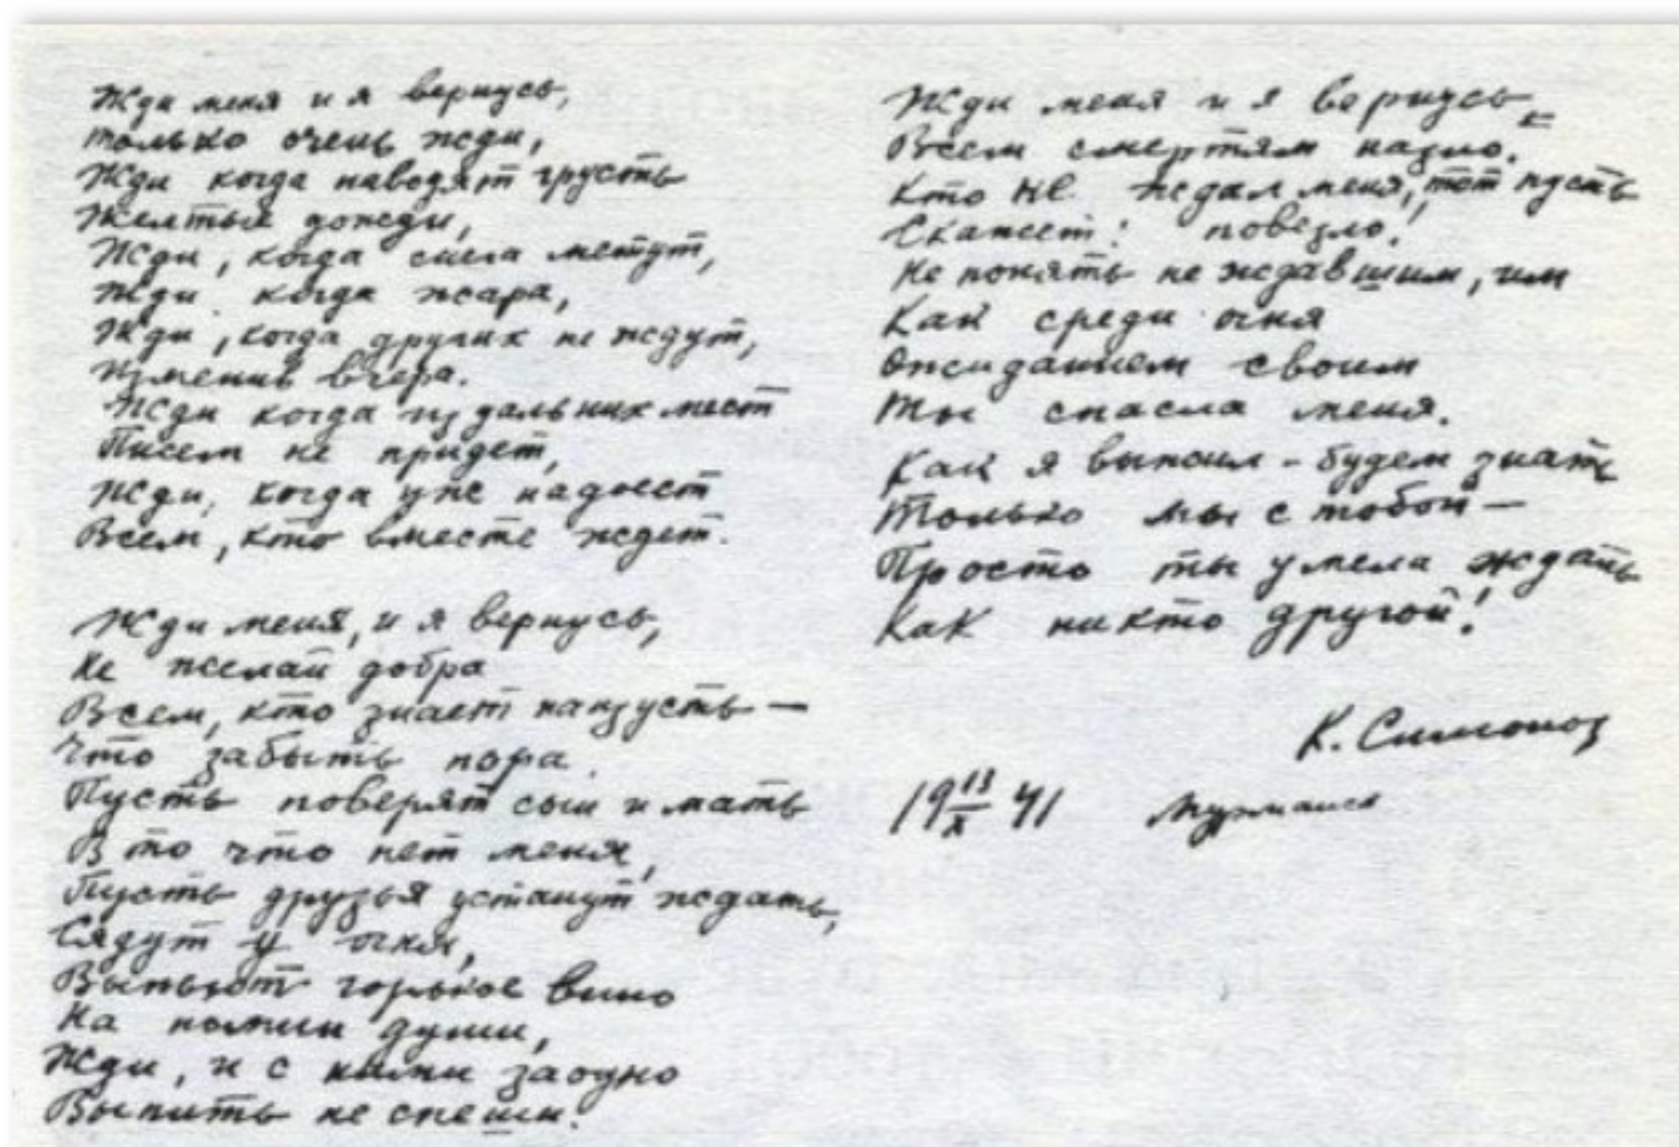 Жди меня и я вернусь,
только очень жди,
Жди когда наводят грусть
Желтые дожди,
Жди, когда снега метут,
Жди когда жара,
Жди, когда других не ждут,
Изменив вчера.
Жди когда из дальних мест
Писем не придет,
Жди, когда уже надоест
Всем, кто вместе ждет.
Жди меня, и я вернусь,
Не желай добра
Всем, кто знает наизусть—
Что забыть пора.
Пусть поверят сын и мать
В то что нет меня,
Пусть друзья устанут ждать,
Сядут у огня,
Выпьют горькое вино
На помин души,
Жди, и с ними заодно
Выпить не спеши.
Жди меня и я вернусь
Всем смертям назло.
Кто не ждал меня, тот пусть
Скажет: повезло!
Не понять не ждавшим, им
Как среди огня
Ожиданием своим
Ты спасла меня.
Как я выжил - будем знать
Только мы с тобой—
Просто ты умела ждать
Как никто другой!
К. Симонов
19 13/X 41 Мурманск